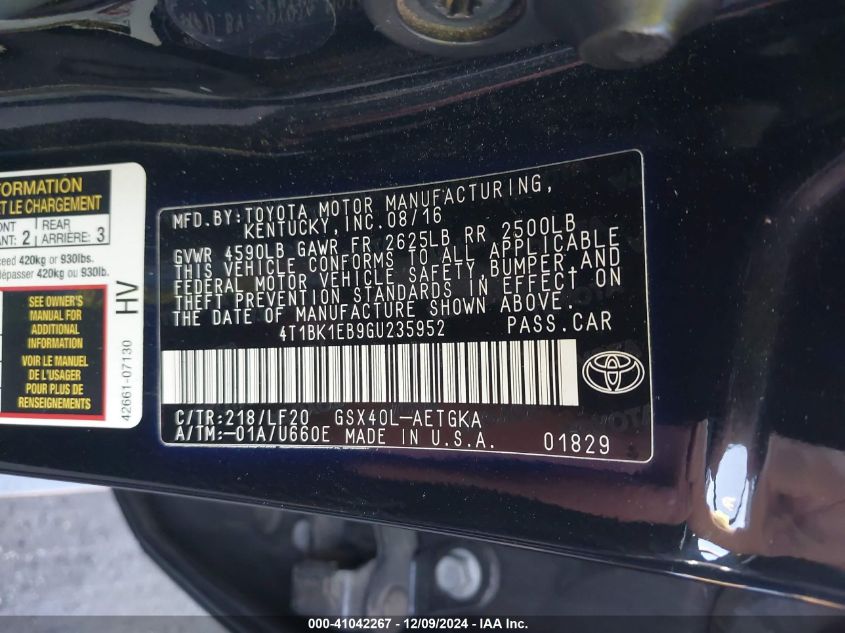 FORMATION
ET LE CHARGEMENT
REAR
2 ARRIÈRE: 3
420kg or 930lbs.
dépasser 420kg ou 930lb.
SEE OWNER'S
MANUAL FOR
ADDITIONAL
INFORMATION
VOIR LE MANUEL
DE L'USAGER
POUR PLUS DE
RENSEIGNEMENTS
HV
42661-07130
MFD.BY:TOYOTA MOTOR MANUFACTURING,
KENTUCKY,INC.08/16
GVWR 4590LB GAWR FR 2625LB RR 2500LB
THIS VEHICLE CONFORMS TO ALL APPLICABLE
FEDERAL MOTOR VEHICLE SAFETY,BUMPER,AND
THEFT PREVENTION STANDARDS IN EFFECT ON
THE DATE OF MANUFACTURE SHOWN ABOVE.
4T1BK1EB9GU235952 PASS.CAR
C/TR:218/LF20 GSX40L-AETGKA
A/TM:-01A/U660E MADE IN U.S.A. 01829
000-41042267 - 12/09/2024 - IAA Inc.